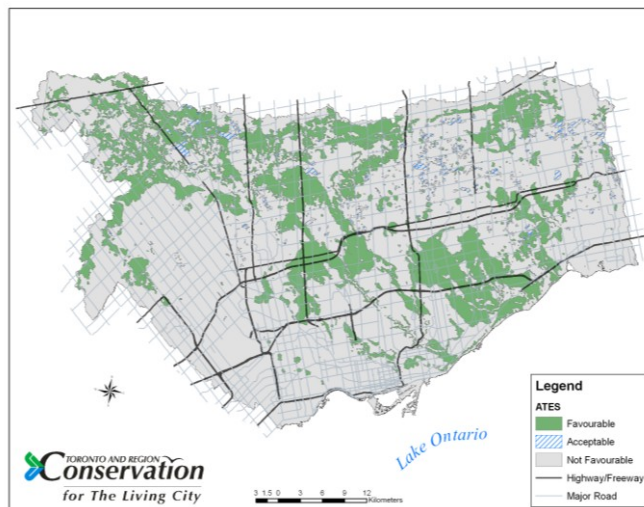 Lake Ontario
Legend
ATES
Favourable
Acceptable
Not Favourable
Highway/Freeway
Major Road
TORONTO AND REGION
Conservation
for The Living City
3 1.5 0 3 6 9 12
Kilometers